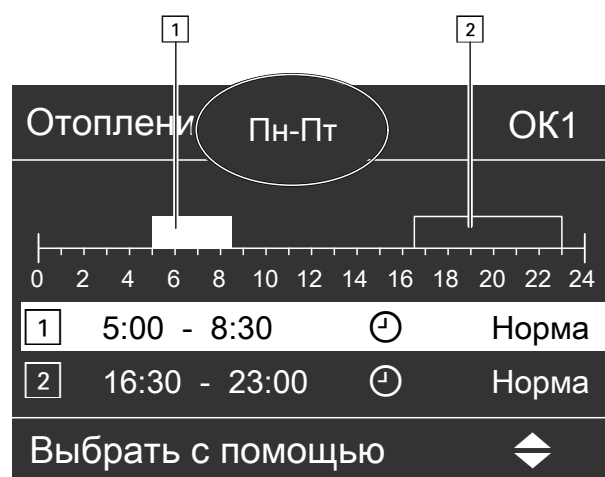 1 2
Отоплени Пн-Пт ОК1
0 2 4 6 8 10 12 14 16 18 20 22 24
1 5:00 - 8:30 Норма
2 16:30 - 23:00 Норма
Выбрать с помощью